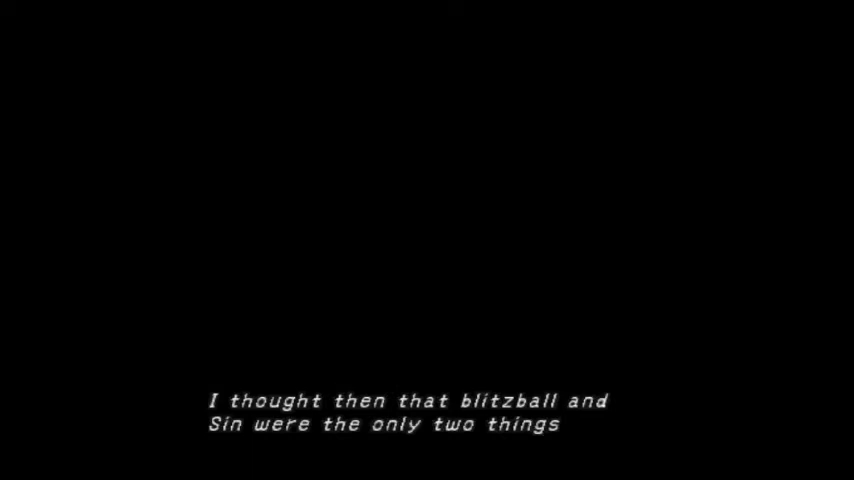 I thought then that blitzball and
Sin were the only two things